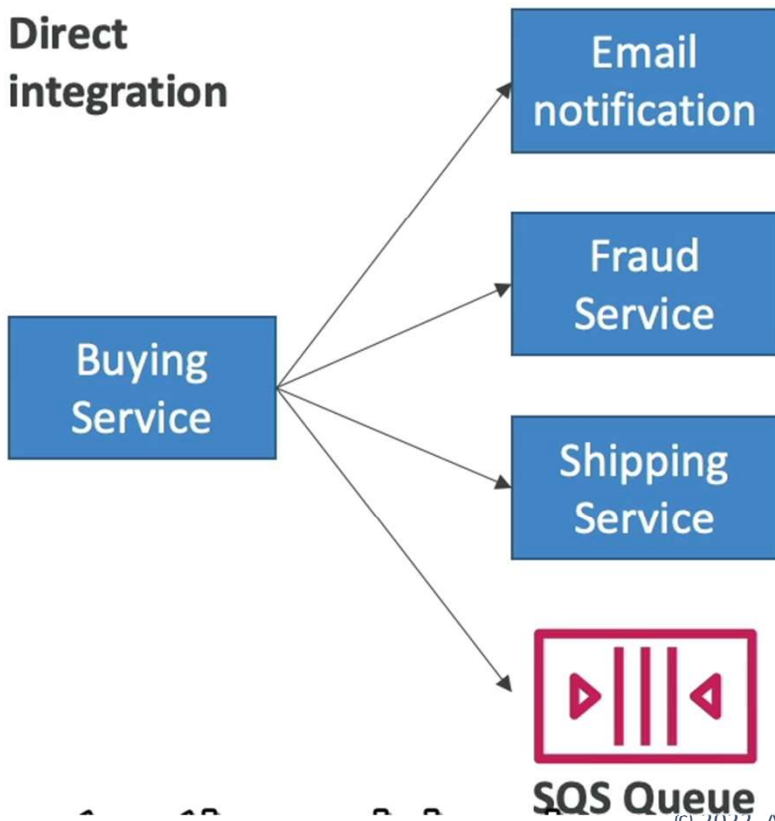 Direct
integration
Email
notification
Fraud
Service
Buying
Service
Shipping
Service
SQS Queue